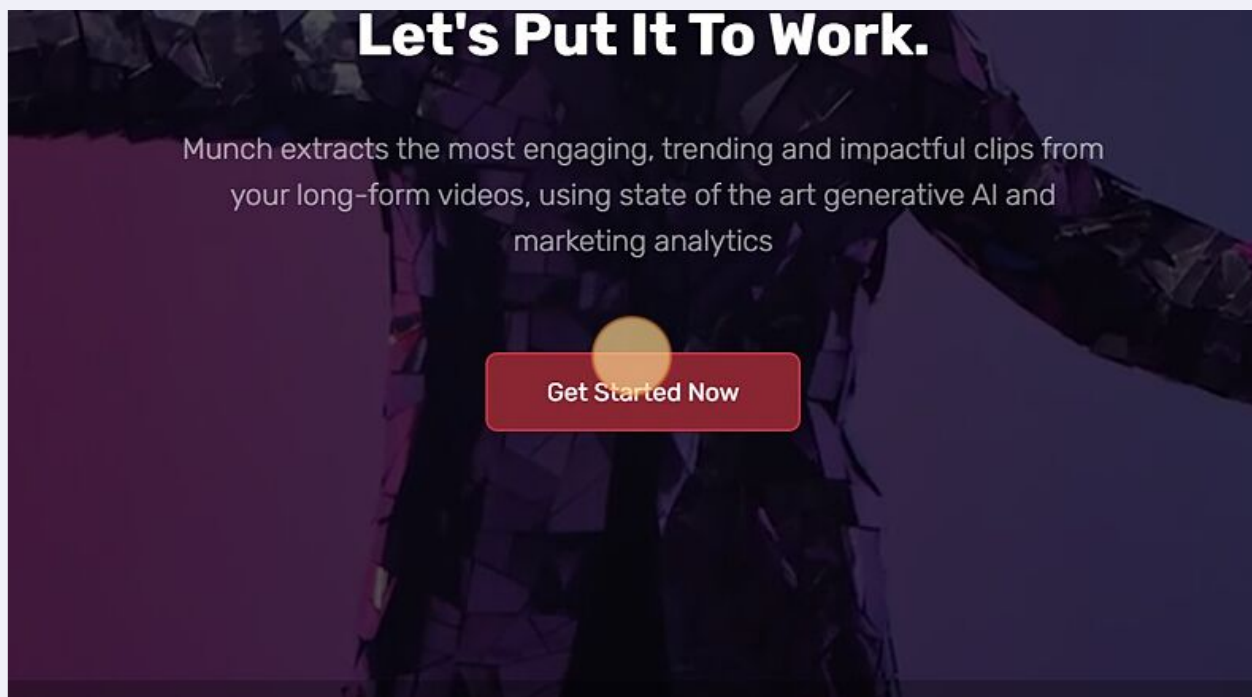 Let's Put It To Work.
Munch extracts the most engaging, trending and impactful clips from
your long-form videos, using state of the art generative AI and
marketing analytics
Get Started Now